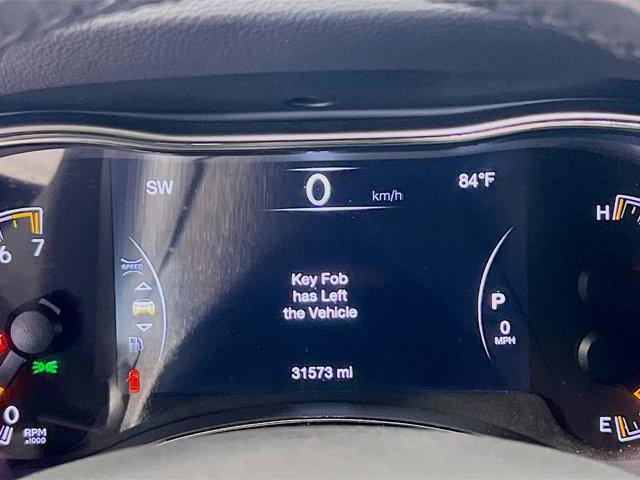 SW
0 km/h
84°F
6 7
H
SPEED
Key Fob
has Left
the Vehicle
P
0
MPH
31573 mi
0
RPM
x1000
E